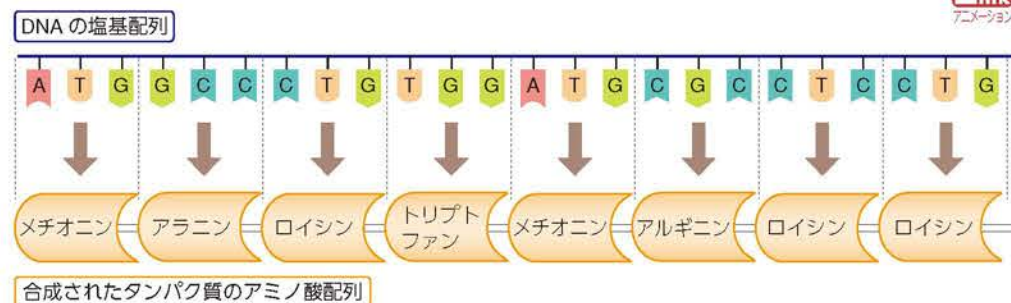 アニメーション
DNA の塩基配列
A T G G C C C T G T G G A T G C G C C T C C T G
メチオニン アラニン ロイシン トリプト
ファン メチオニン アルギニン ロイシン ロイシン
合成されたタンパク質のアミノ酸配列